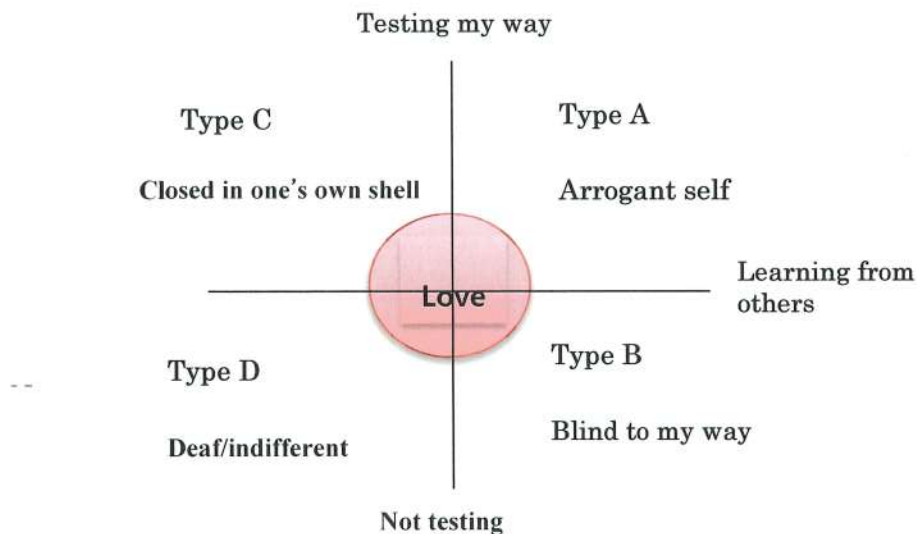 Testing my way
Type C
Type A
Closed in one's own shell
Arrogant self
Learning from
others
Love
Type D
Type B
Deaf/indifferent
Blind to my way
Not testing